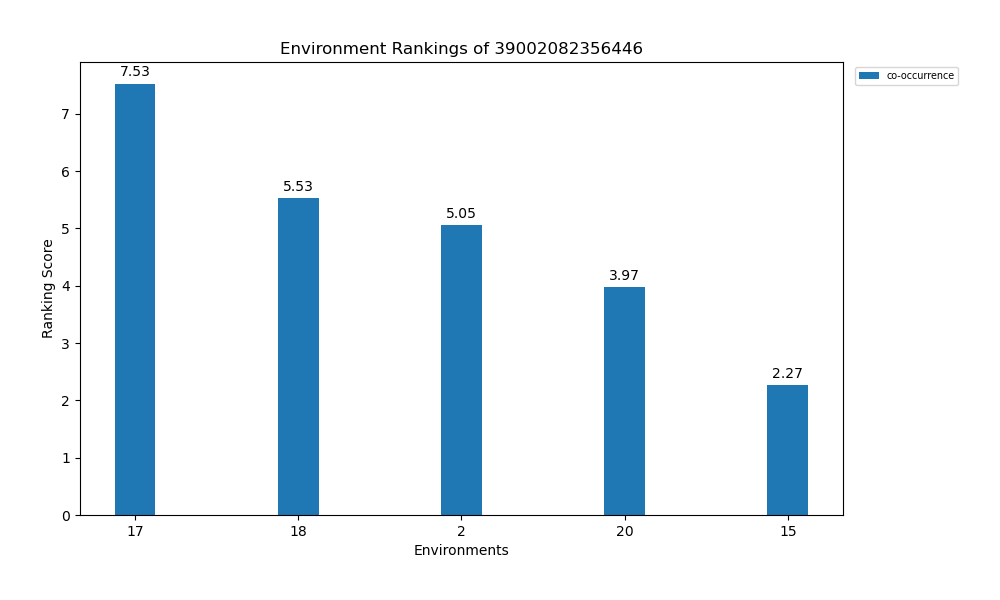 Environment Rankings of 39002082356446
co-occurrence
7.53
5.53
5.05
3.97
2.27
Ranking Score
7
6
5
4
3
2
1
0
17 18 2 20 15
Environments